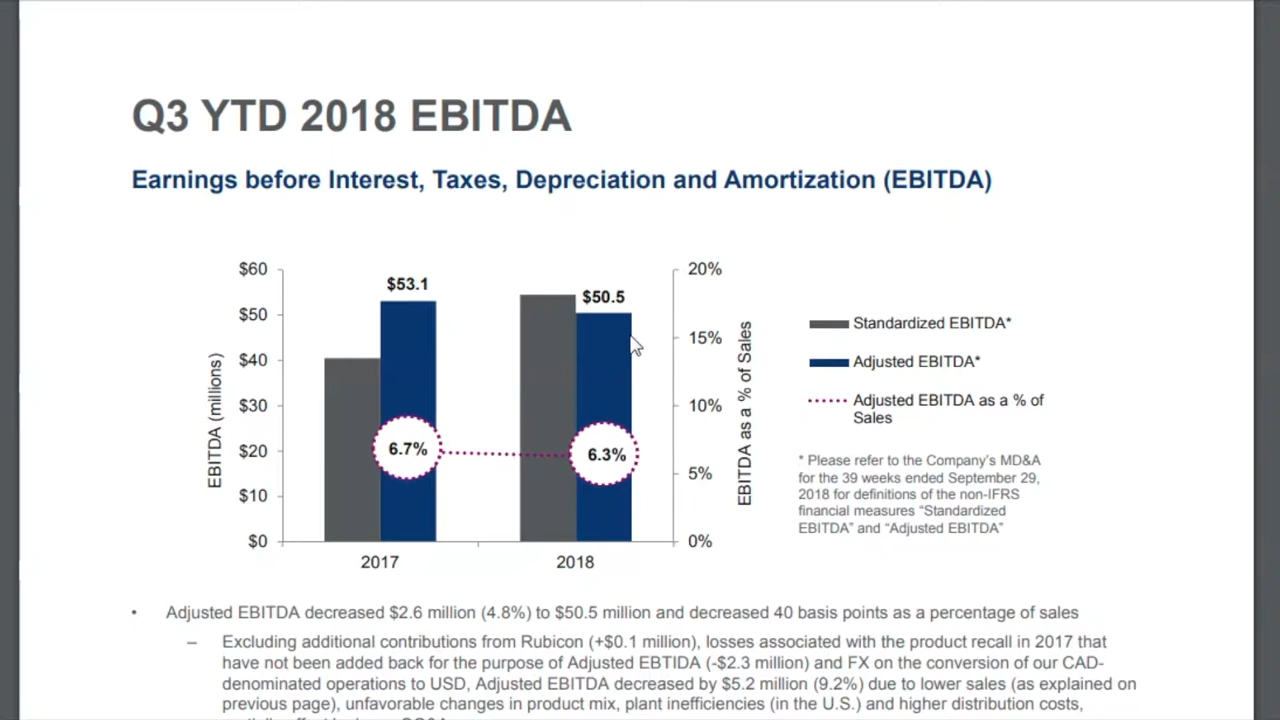 Q3 YTD 2018 EBITDA
Earnings before Interest, Taxes, Depreciation and Amortization (EBITDA)
EBITDA (millions)
$60
$50
$40
$30
$20
$10
$0
$53.1
$50.5
6.7%
6.3%
2017
2018
20%
15%
10%
5%
0%
EBITDA as a % of Sales
Standardized EBITDA*
Adjusted EBITDA*
Adjusted EBITDA as a % of
Sales
* Please refer to the Company's MD&A
for the 39 weeks ended September 29,
2018 for definitions of the non-IFRS
financial measures “Standardized
EBITDA” and “Adjusted EBITDA”
• Adjusted EBITDA decreased $2.6 million (4.8%) to $50.5 million and decreased 40 basis points as a percentage of sales
– Excluding additional contributions from Rubicon (+$0.1 million), losses associated with the product recall in 2017 that
have not been added back for the purpose of Adjusted EBTIDA (-$2.3 million) and FX on the conversion of our CAD-
denominated operations to USD, Adjusted EBITDA decreased by $5.2 million (9.2%) due to lower sales (as explained on
previous page), unfavorable changes in product mix, plant inefficiencies (in the U.S.) and higher distribution costs,